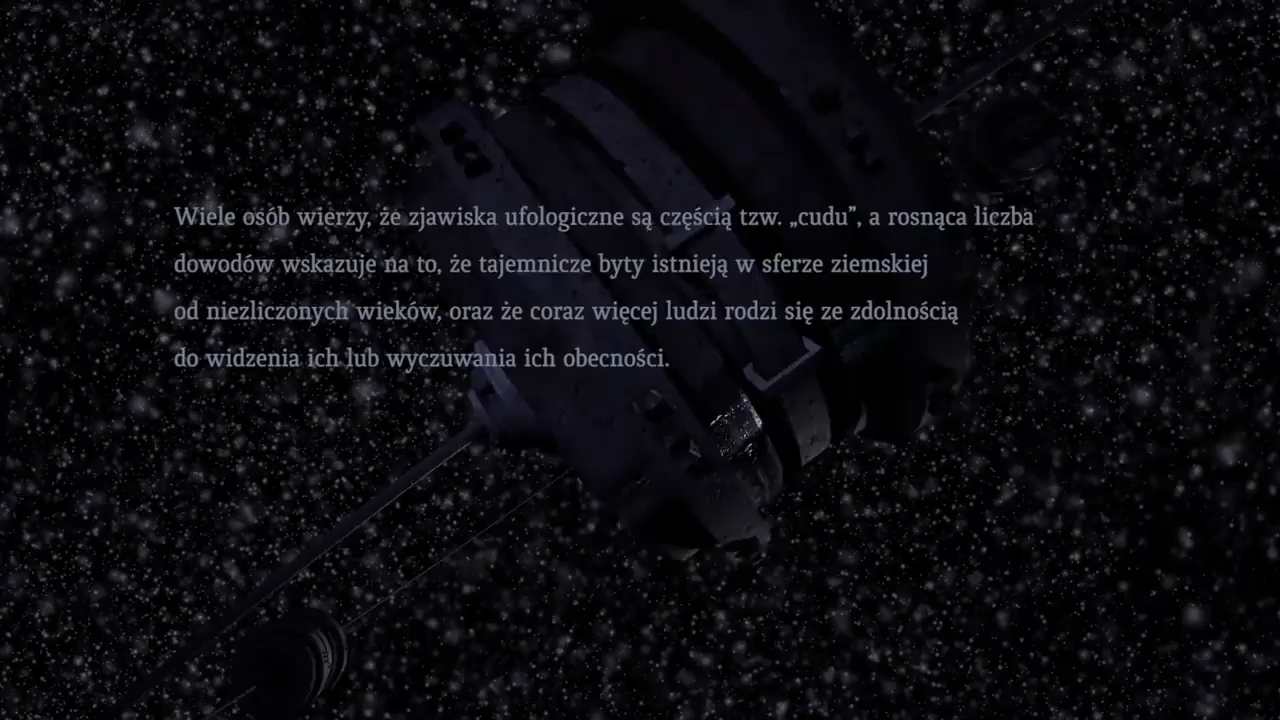 Wiele osób wierzy, że zjawiska ufologiczne są częścią tzw. „cudu”, a rosnąca liczba
dowodów wskazuje na to, że tajemnicze byty istnieją w sferze ziemskiej
od niezliczonych wieków, oraz że coraz więcej ludzi rodzi się ze zdolnością
do widzenia ich lub wyczuwania ich obecności.